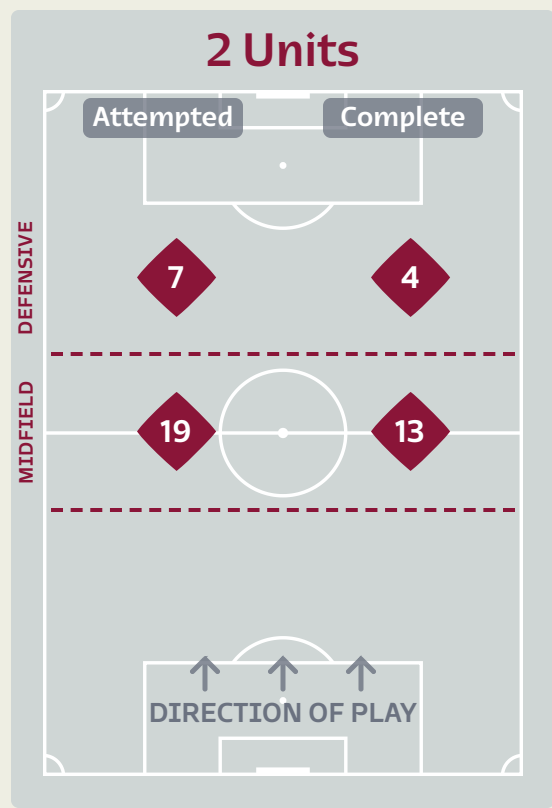 2 Units
Attempted Complete
DEFENSIVE
7 4
MIDFIELD
19 13
DIRECTION OF PLAY